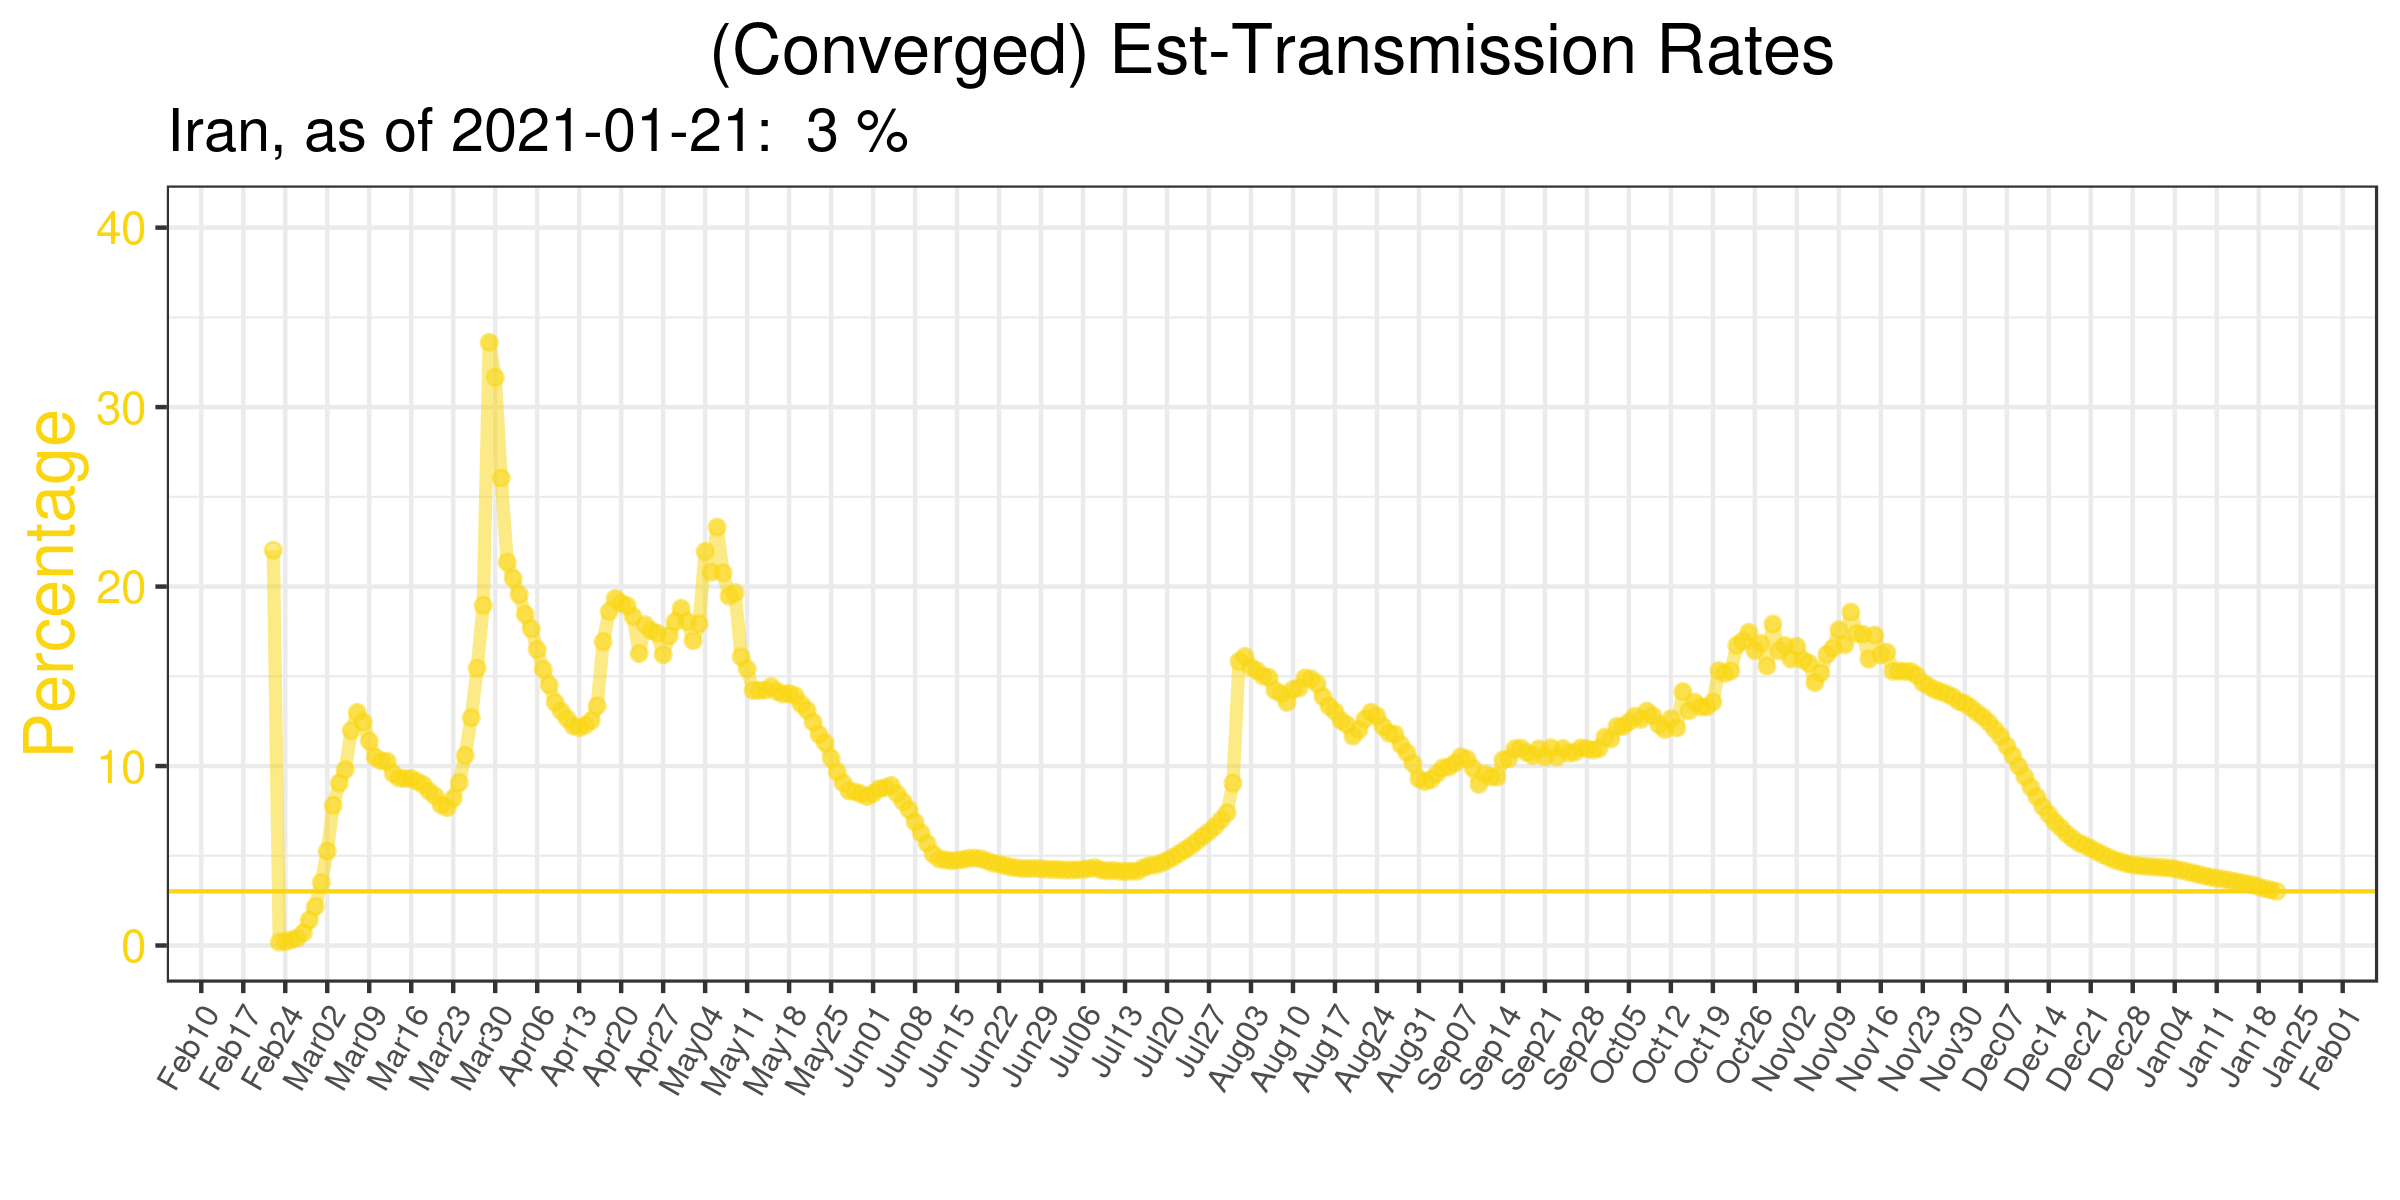 (Converged) Est-Transmission Rates
Iran, as of 2021-01-21:  3 %
Percentage
40
30
20
10
0
Feb10 Feb17 Feb24 Mar02 Mar09 Mar16 Mar23 Mar30 Apr06 Apr13 Apr20 Apr27 May04 May11 May18 May25 Jun01 Jun08 Jun15 Jun22 Jun29 Jul06 Jul13 Jul20 Jul27 Aug03 Aug10 Aug17 Aug24 Aug31 Sep07 Sep14 Sep21 Sep28 Oct05 Oct12 Oct19 Oct26 Nov02 Nov09 Nov16 Nov23 Nov30 Dec07 Dec14 Dec21 Dec28 Jan04 Jan11 Jan18 Jan25 Feb01